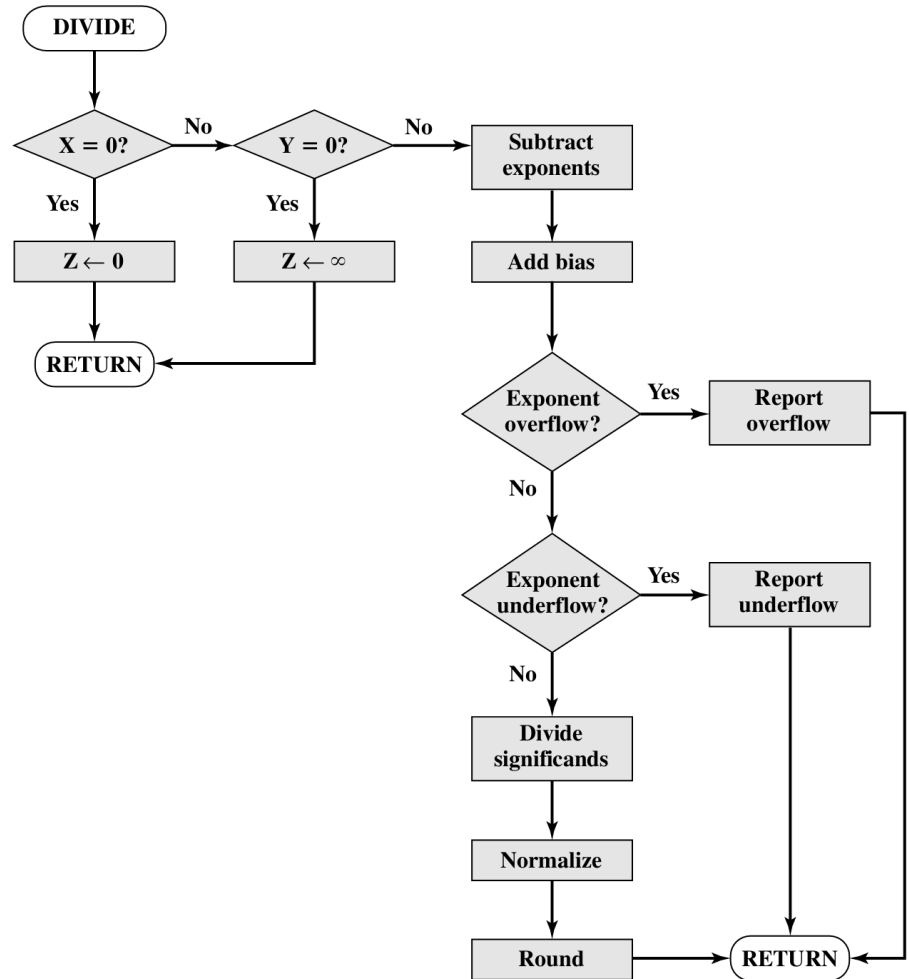 DIVIDE
X = 0?
No
Y = 0?
No
Subtract
exponents
Yes
Yes
Z ← 0
Z ← ∞
Add bias
RETURN
Exponent
overflow?
Yes
Report
overflow
No
Exponent
underflow?
Yes
Report
underflow
No
Divide
significands
Normalize
Round
RETURN